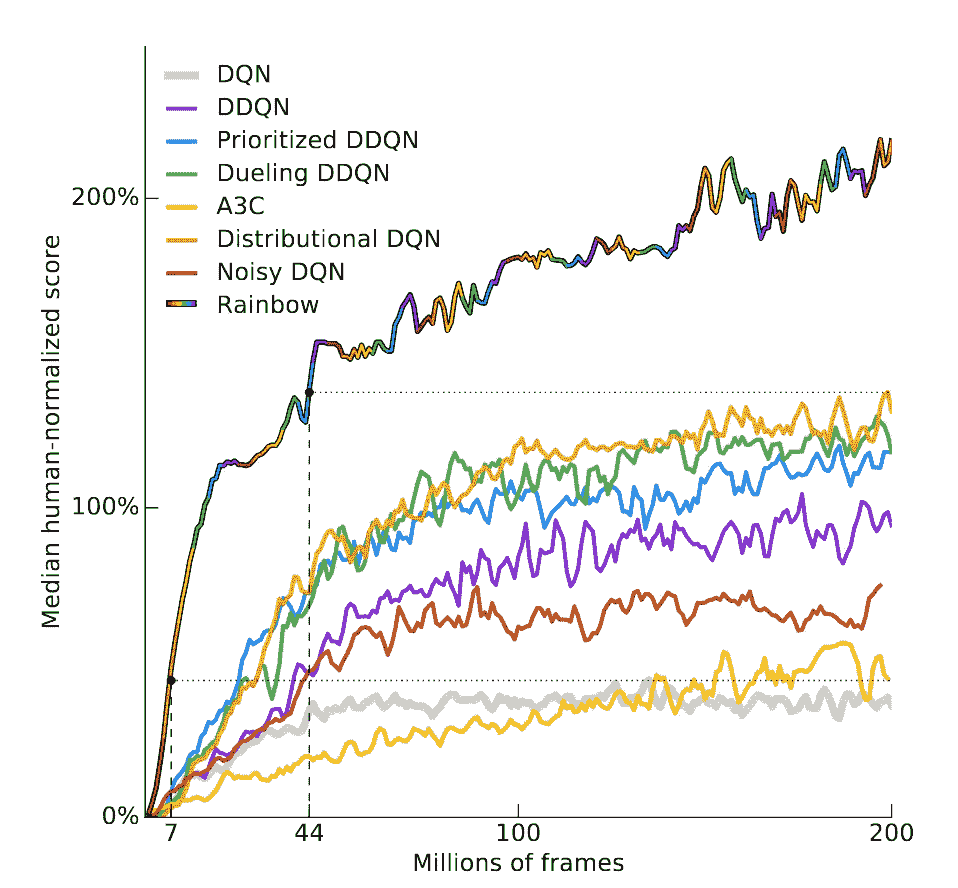 DQN
DDQN
Prioritized DDQN
Dueling DDQN
A3C
Distributional DQN
Noisy DQN
Rainbow
Median human-normalized score
200%
100%
0%
7
44
100
200
Millions of frames